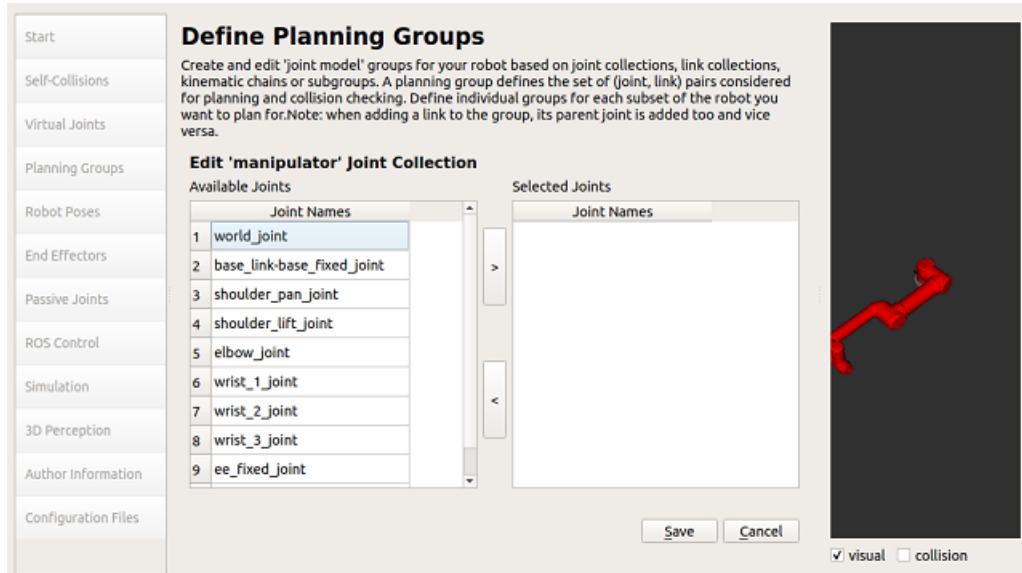 Start
Self-Collisions
Virtual Joints
Planning Groups
Robot Poses
End Effectors
Passive Joints
ROS Control
Simulation
3D Perception
Author Information
Configuration Files
Define Planning Groups
Create and edit 'joint model' groups for your robot based on joint collections, link collections,
kinematic chains or subgroups. A planning group defines the set of (joint, link) pairs considered
for planning and collision checking. Define individual groups for each subset of the robot you
want to plan for.Note: when adding a link to the group, its parent joint is added too and vice
versa.
Edit 'manipulator' Joint Collection
Available Joints
Joint Names
1 world_joint
2 base_link-base_fixed_joint
3 shoulder_pan_joint
4 shoulder_lift_joint
5 elbow_joint
6 wrist_1_joint
7 wrist_2_joint
8 wrist_3_joint
9 ee_fixed_joint
>
<
Selected Joints
Joint Names
Save Cancel
visual collision